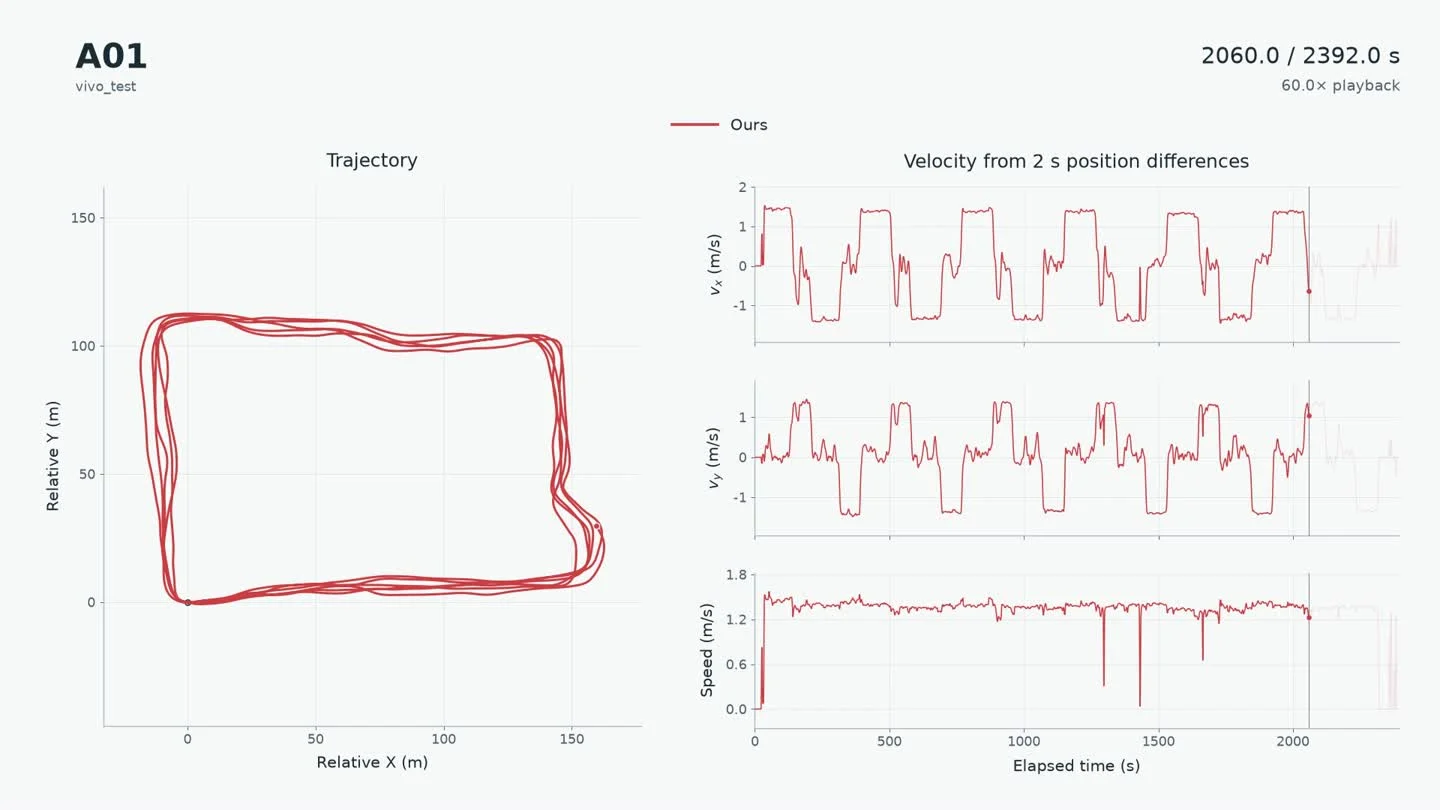 A01
vivo_test
2060.0 / 2392.0 s
60.0× playback
Ours
Trajectory
150
100
50
0
0 50 100 150
Relative X (m)
Relative Y (m)
Velocity from 2 s position differences
2
1
0
-1
vₓ (m/s)
1
0
-1
v_y (m/s)
1.8
1.2
0.6
0.0
Speed (m/s)
0 500 1000 1500 2000
Elapsed time (s)